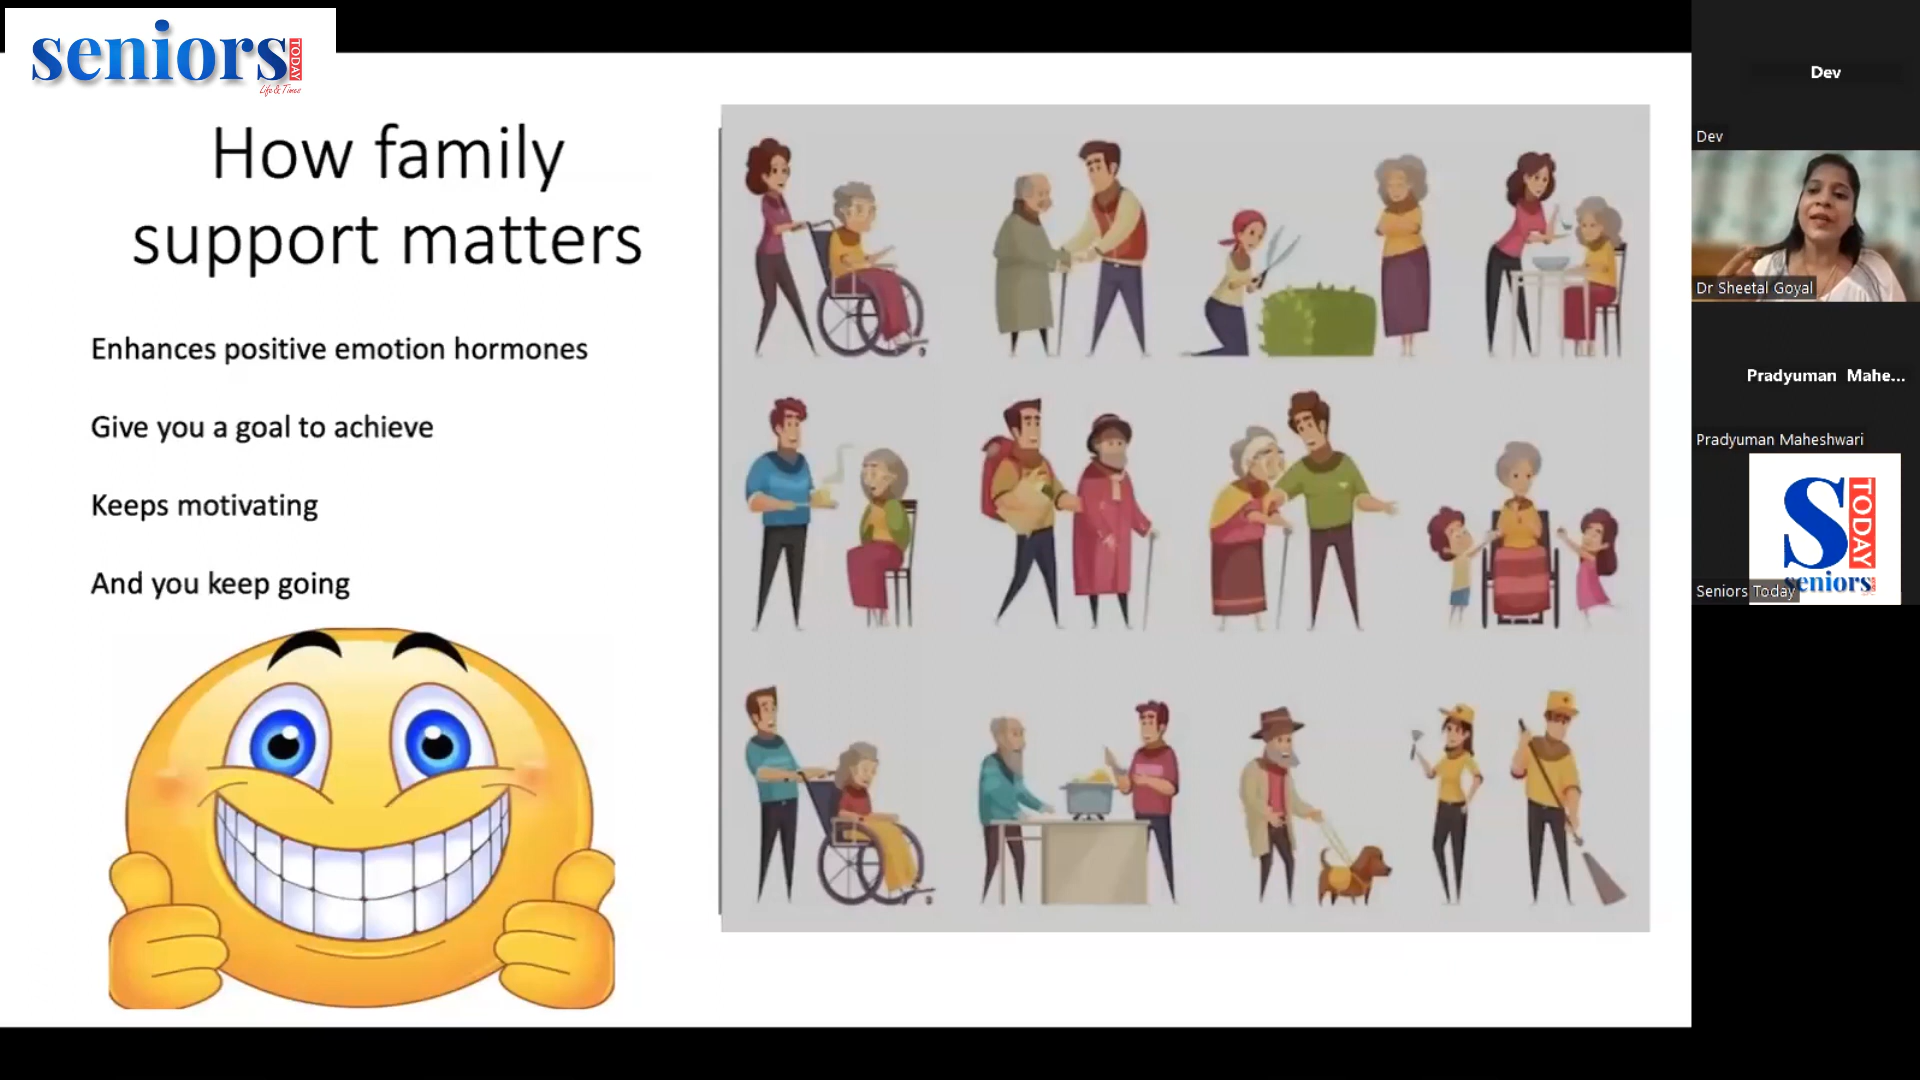 seniors
TODAY
Life & Times
How family
support matters
Enhances positive emotion hormones
Give you a goal to achieve
Keeps motivating
And you keep going
Dev
Dev
Dr Sheetal Goyal
Pradyuman Mahe...
Pradyuman Maheshwari
S
TODAY
seniors
Seniors Today